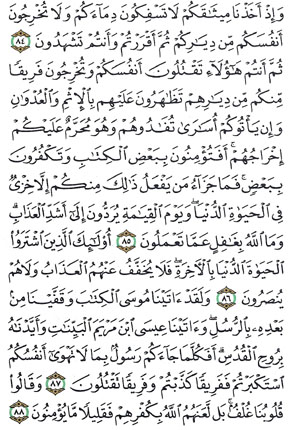 وَإِذْ أَخَذْنَا مِيثَٰقَكُمْ لَا تَسْفِكُونَ دِمَآءَكُمْ وَلَا تُخْرِجُونَ
أَنفُسَكُم مِّن دِيَٰرِكُمْ ثُمَّ أَقْرَرْتُمْ وَأَنتُمْ تَشْهَدُونَ ٨٤
ثُمَّ أَنتُمْ هَٰٓؤُلَآءِ تَقْتُلُونَ أَنفُسَكُمْ وَتُخْرِجُونَ فَرِيقًا
مِّنكُم مِّن دِيَٰرِهِمْ تَظَٰهَرُونَ عَلَيْهِم بِٱلْإِثْمِ وَٱلْعُدْوَٰنِ
وَإِن يَأْتُوكُمْ أُسَٰرَىٰ تُفَٰدُوهُمْ وَهُوَ مُحَرَّمٌ عَلَيْكُمْ
إِخْرَاجُهُمْ ۚ أَفَتُؤْمِنُونَ بِبَعْضِ ٱلْكِتَٰبِ وَتَكْفُرُونَ
بِبَعْضٍ ۚ فَمَا جَزَآءُ مَن يَفْعَلُ ذَٰلِكَ مِنكُمْ إِلَّا خِزْىٌ
فِى ٱلْحَيَوٰةِ ٱلدُّنْيَا ۖ وَيَوْمَ ٱلْقِيَٰمَةِ يُرَدُّونَ إِلَىٰٓ أَشَدِّ ٱلْعَذَابِ ۗ
وَمَا ٱللَّهُ بِغَٰفِلٍ عَمَّا تَعْمَلُونَ ٨٥ أُو۟لَٰٓئِكَ ٱلَّذِينَ ٱشْتَرَوُا۟
ٱلْحَيَوٰةَ ٱلدُّنْيَا بِٱلْءَاخِرَةِ ۖ فَلَا يُخَفَّفُ عَنْهُمُ ٱلْعَذَابُ وَلَا هُمْ
يُنصَرُونَ ٨٦ وَلَقَدْ ءَاتَيْنَا مُوسَى ٱلْكِتَٰبَ وَقَفَّيْنَا مِنۢ
بَعْدِهِۦ بِٱلرُّسُلِ ۖ وَءَاتَيْنَا عِيسَى ٱبْنَ مَرْيَمَ ٱلْبَيِّنَٰتِ وَأَيَّدْنَٰهُ
بِرُوحِ ٱلْقُدُسِ ۗ أَفَكُلَّمَا جَآءَكُمْ رَسُولٌۢ بِمَا لَا تَهْوَىٰٓ أَنفُسُكُمُ
ٱسْتَكْبَرْتُمْ فَفَرِيقًا كَذَّبْتُمْ وَفَرِيقًا تَقْتُلُونَ ٨٧ وَقَالُوا۟
قُلُوبُنَا غُلْفٌۢ ۚ بَل لَّعَنَهُمُ ٱللَّهُ بِكُفْرِهِمْ فَقَلِيلًا مَّا يُؤْمِنُونَ ٨٨